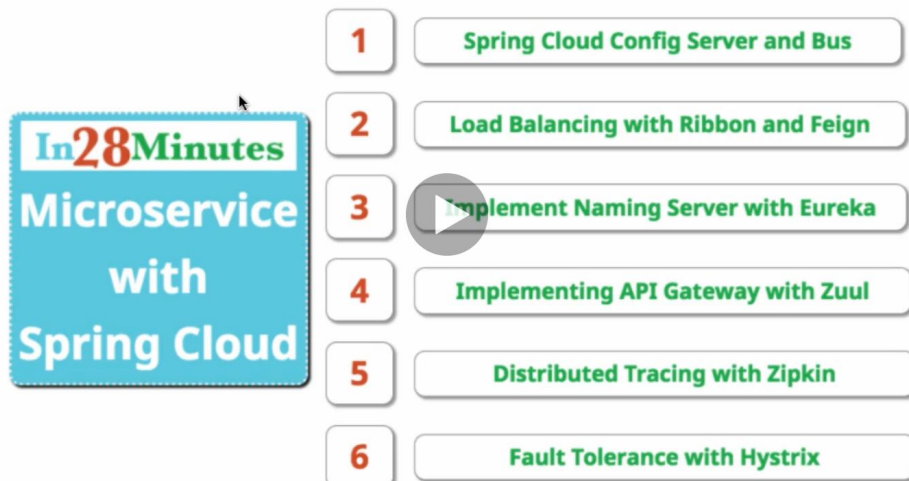 In28Minutes
Microservice
with
Spring Cloud
1 Spring Cloud Config Server and Bus
2 Load Balancing with Ribbon and Feign
3 Implement Naming Server with Eureka
4 Implementing API Gateway with Zuul
5 Distributed Tracing with Zipkin
6 Fault Tolerance with Hystrix